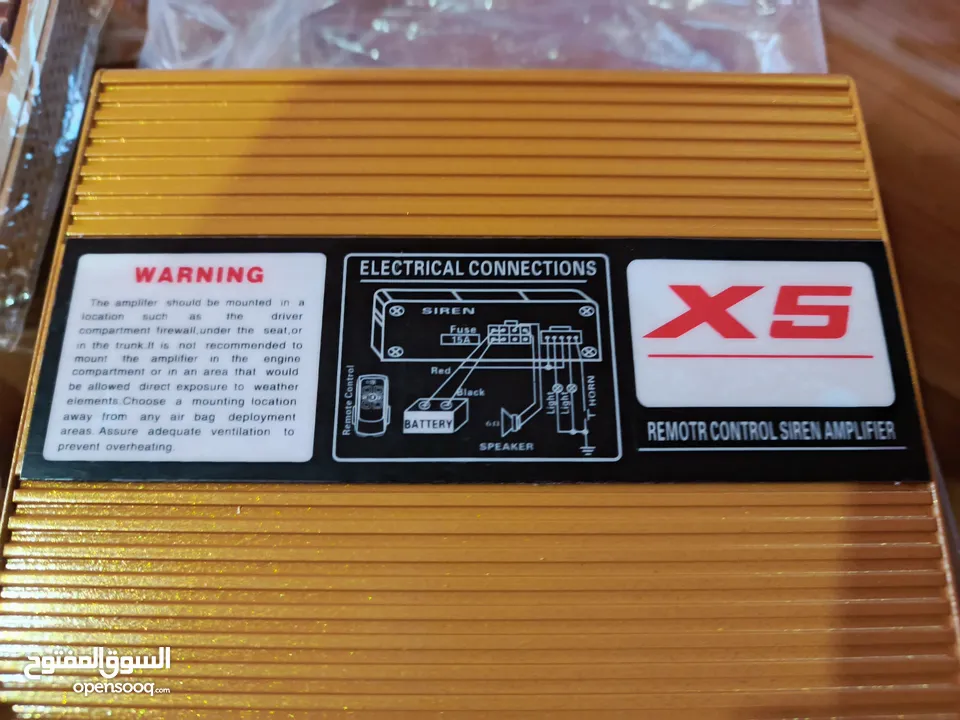 WARNING
The amplifer should be mounted in a
location such as the driver
compartment firewall,under the seat,or
in the trunk.It is not recommended to
mount the amplifier in the engine
compartment or in an area that would
be allowed direct exposure to weather
elements.Choose a mounting location
away from any air bag deployment
areas. Assure adequate ventilation to
prevent overheating.
ELECTRICAL CONNECTIONS
SIREN
Fuse
15A
Red
Black
Remote Control
BATTERY
6Ω
SPEAKER
Light
Light
HORN
X5
REMOTR CONTROL SIREN AMPLIFIER
السوق المفتوح
opensooq.com